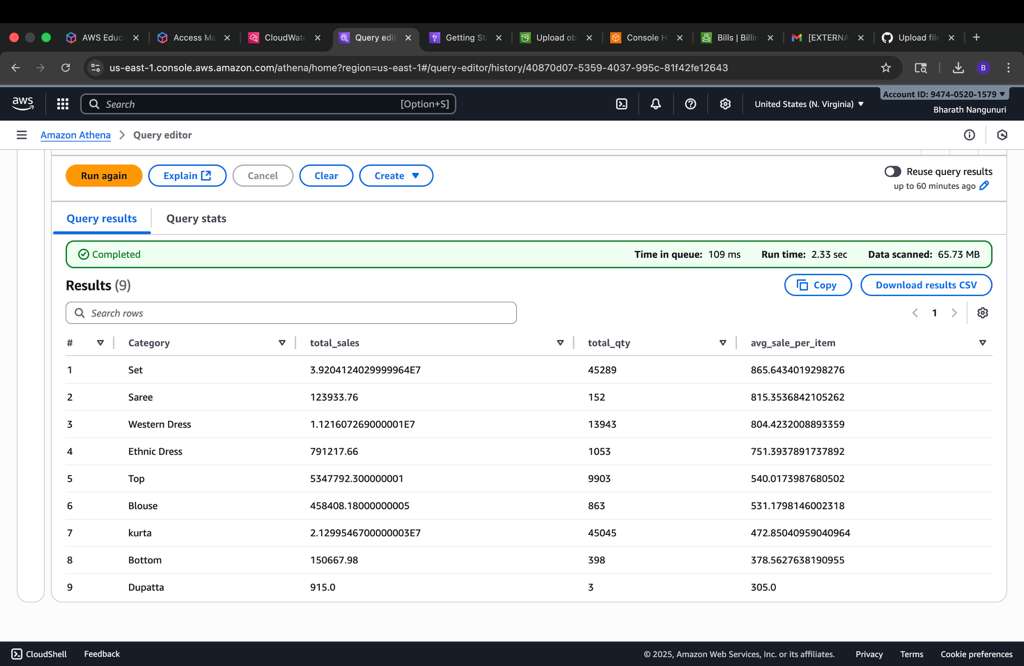 AWS Educ
Access Ma
CloudWat
Query edit
Getting St
Upload ob
Console H
Bills | Billin
[EXTERNA
Upload file
us-east-1.console.aws.amazon.com/athena/home?region=us-east-1#/query-editor/history/40870d07-5359-4037-995c-81f42fe12643
B
aws
Search
[Option+S]
United States (N. Virginia)
Account ID: 9474-0520-1579
Bharath Nangunuri
Amazon Athena
Query editor
Run again
Explain
Cancel
Clear
Create
Reuse query results
up to 60 minutes ago
Query results
Query stats
Completed
Time in queue: 109 ms
Run time: 2.33 sec
Data scanned: 65.73 MB
Results (9)
Copy
Download results CSV
Search rows
1
# Category total_sales total_qty avg_sale_per_item
1 Set 3.9204124029999964E7 45289 865.6434019298276
2 Saree 123933.76 152 815.3536842105262
3 Western Dress 1.121607269000001E7 13943 804.4232008893359
4 Ethnic Dress 791217.66 1053 751.3937891737892
5 Top 5347792.300000001 9903 540.0173987680502
6 Blouse 458408.18000000005 863 531.1798146002318
7 kurta 2.1299546700000003E7 45045 472.85040959040964
8 Bottom 150667.98 398 378.5627638190955
9 Dupatta 915.0 3 305.0
CloudShell
Feedback
© 2025, Amazon Web Services, Inc. or its affiliates.
Privacy
Terms
Cookie preferences